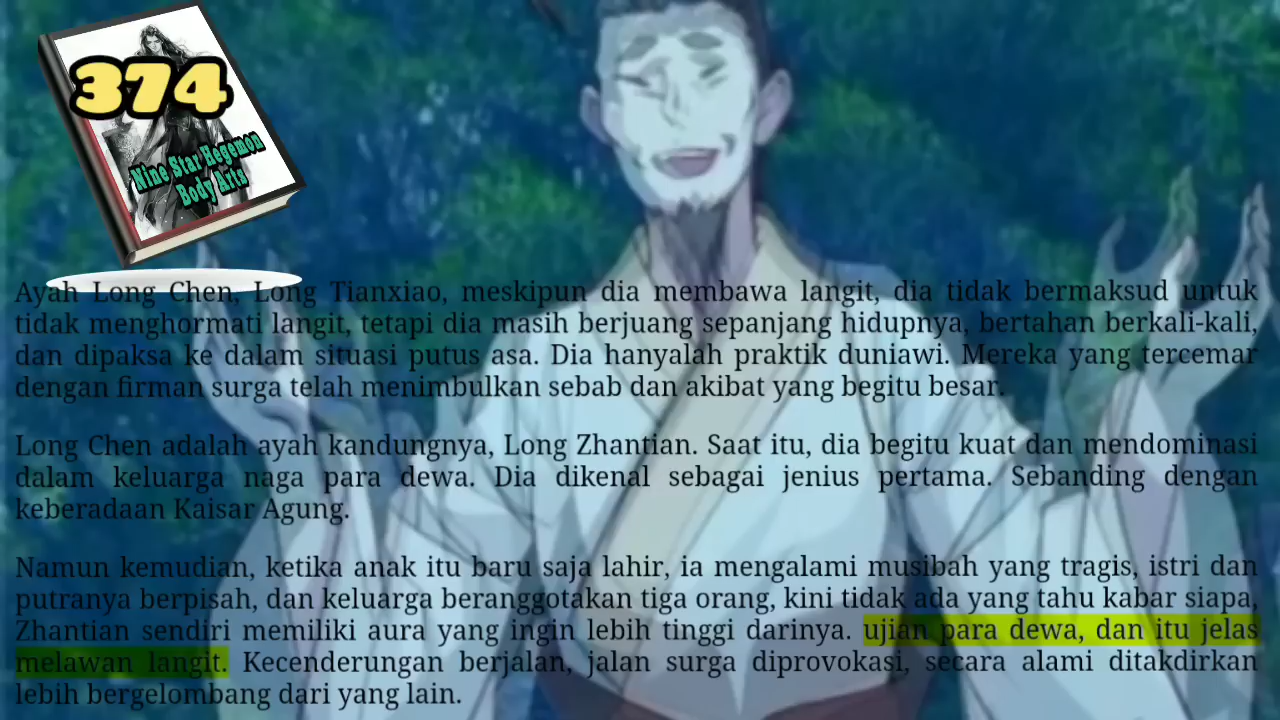 374
Nine Star Hegemon
Body Arts
Ayah Long Chen, Long Tianxiao, meskipun dia membawa langit, dia tidak bermaksud untuk
tidak menghormati langit, tetapi dia masih berjuang sepanjang hidupnya, bertahan berkali-kali,
dan dipaksa ke dalam situasi putus asa. Dia hanyalah praktik duniawi. Mereka yang tercemar
dengan firman surga telah menimbulkan sebab dan akibat yang begitu besar.
Long Chen adalah ayah kandungnya, Long Zhantian. Saat itu, dia begitu kuat dan mendominasi
dalam keluarga naga para dewa. Dia dikenal sebagai jenius pertama. Sebanding dengan
keberadaan Kaisar Agung.
Namun kemudian, ketika anak itu baru saja lahir, ia mengalami musibah yang tragis, istri dan
putranya berpisah, dan keluarga beranggotakan tiga orang, kini tidak ada yang tahu kabar siapa,
Zhantian sendiri memiliki aura yang ingin lebih tinggi darinya. ujian para dewa, dan itu jelas
melawan langit. Kecenderungan berjalan, jalan surga diprovokasi, secara alami ditakdirkan
lebih bergelombang dari yang lain.